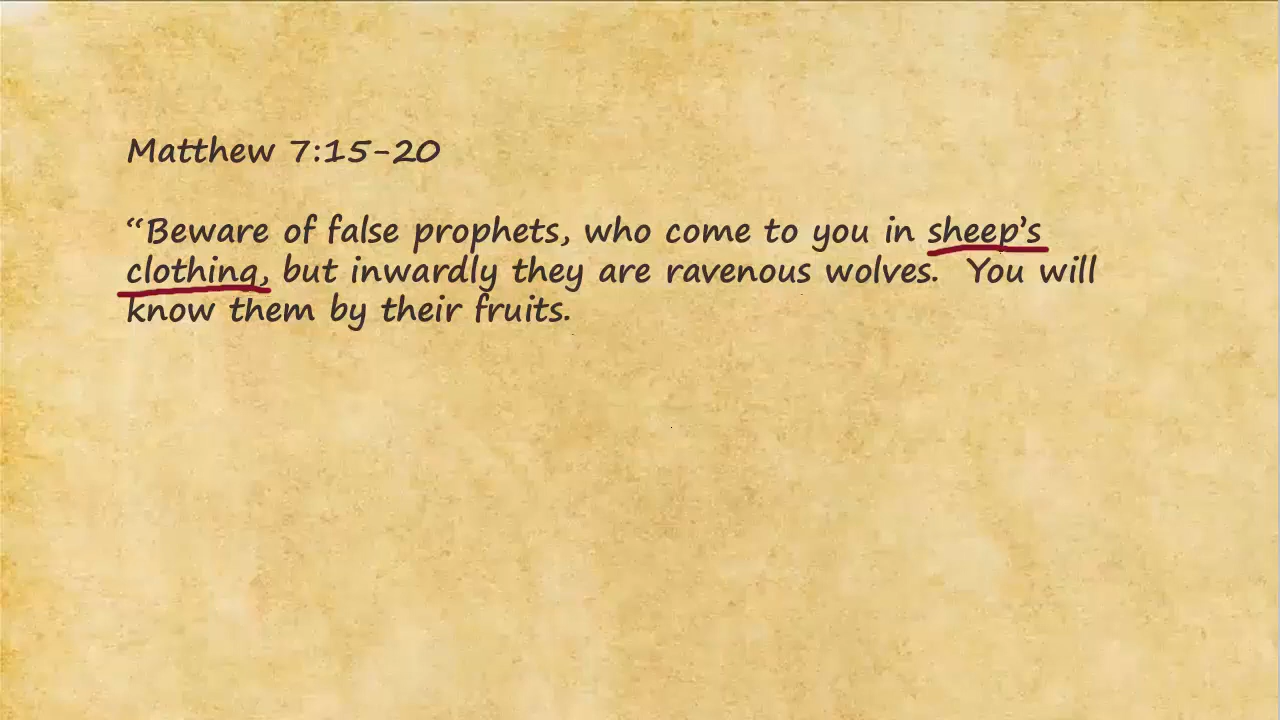 Matthew 7:15-20
“Beware of false prophets, who come to you in sheep’s
clothing, but inwardly they are ravenous wolves.  You will
know them by their fruits.